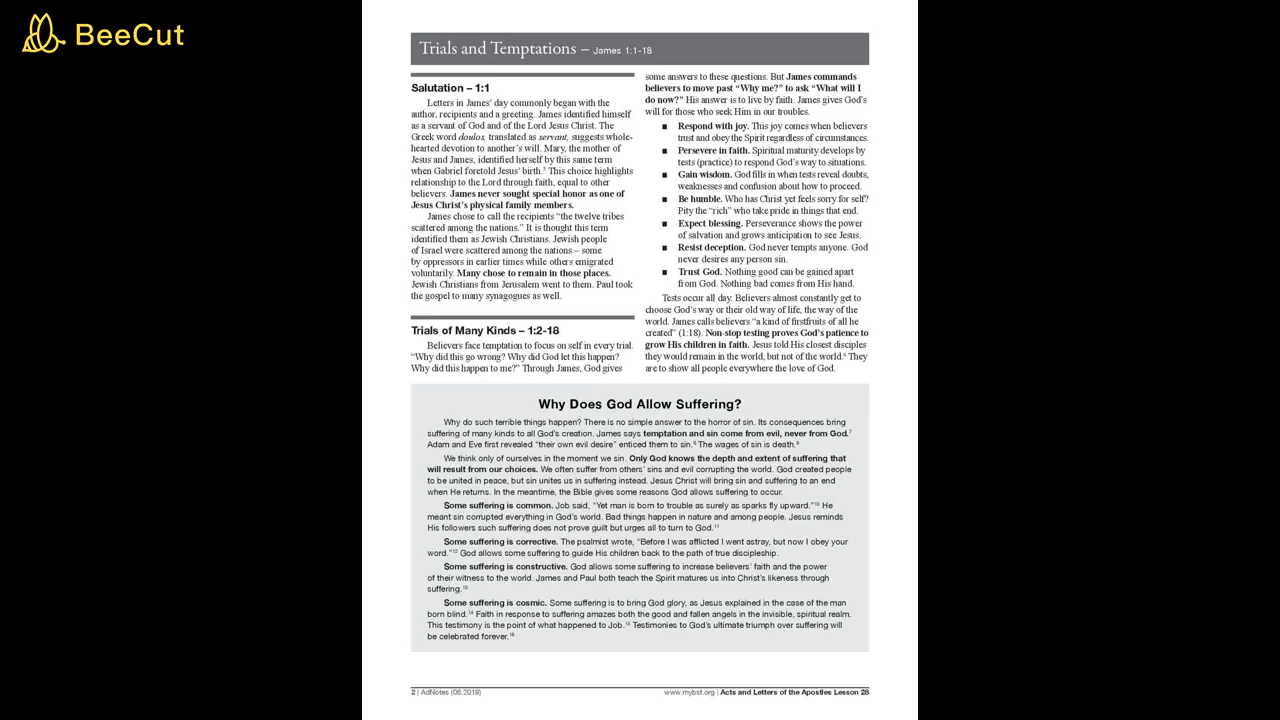 BeeCut
Trials and Temptations – James 1:1-18
Salutation – 1:1
Letters in James' day commonly began with the
author, recipients and a greeting. James identified himself
as a servant of God and of the Lord Jesus Christ. The
Greek word doulos, translated as servant, suggests whole-
hearted devotion to another's will. Mary, the mother of
Jesus and James, identified herself by this same term
when Gabriel foretold Jesus' birth.⁵ This choice highlights
relationship to the Lord through faith, equal to other
believers. James never sought special honor as one of
Jesus Christ's physical family members.
James chose to call the recipients “the twelve tribes
scattered among the nations.” It is thought this term
identified them as Jewish Christians. Jewish people
of Israel were scattered among the nations – some
by oppressors in earlier times while others emigrated
voluntarily. Many chose to remain in those places.
Jewish Christians from Jerusalem went to them. Paul took
the gospel to many synagogues as well.
Trials of Many Kinds – 1:2-18
Believers face temptation to focus on self in every trial.
“Why did this go wrong? Why did God let this happen?
Why did this happen to me?” Through James, God gives
some answers to these questions. But James commands
believers to move past “Why me?” to ask “What will I
do now?” His answer is to live by faith. James gives God's
will for those who seek Him in our troubles.
■ Respond with joy. This joy comes when believers
trust and obey the Spirit regardless of circumstances.
■ Persevere in faith. Spiritual maturity develops by
tests (practice) to respond God's way to situations.
■ Gain wisdom. God fills in when tests reveal doubts,
weaknesses and confusion about how to proceed.
■ Be humble. Who has Christ yet feels sorry for self?
Pity the “rich” who take pride in things that end.
■ Expect blessing. Perseverance shows the power
of salvation and grows anticipation to see Jesus.
■ Resist deception. God never tempts anyone. God
never desires any person sin.
■ Trust God. Nothing good can be gained apart
from God. Nothing bad comes from His hand.
Tests occur all day. Believers almost constantly get to
choose God's way or their old way of life, the way of the
world. James calls believers “a kind of firstfruits of all he
created” (1:18). Non-stop testing proves God's patience to
grow His children in faith. Jesus told His closest disciples
they would remain in the world, but not of the world.⁶ They
are to show all people everywhere the love of God.
Why Does God Allow Suffering?
Why do such terrible things happen? There is no simple answer to the horror of sin. Its consequences bring
suffering of many kinds to all God's creation. James says temptation and sin come from evil, never from God.⁷
Adam and Eve first revealed “their own evil desire” enticed them to sin.⁸ The wages of sin is death.⁹
We think only of ourselves in the moment we sin. Only God knows the depth and extent of suffering that
will result from our choices. We often suffer from others' sins and evil corrupting the world. God created people
to be united in peace, but sin unites us in suffering instead. Jesus Christ will bring sin and suffering to an end
when He returns. In the meantime, the Bible gives some reasons God allows suffering to occur.
Some suffering is common. Job said, “Yet man is born to trouble as surely as sparks fly upward.”¹⁰ He
meant sin corrupted everything in God's world. Bad things happen in nature and among people. Jesus reminds
His followers such suffering does not prove guilt but urges all to turn to God.¹¹
Some suffering is corrective. The psalmist wrote, “Before I was afflicted I went astray, but now I obey your
word.”¹² God allows some suffering to guide His children back to the path of true discipleship.
Some suffering is constructive. God allows some suffering to increase believers' faith and the power
of their witness to the world. James and Paul both teach the Spirit matures us into Christ's likeness through
suffering.¹³
Some suffering is cosmic. Some suffering is to bring God glory, as Jesus explained in the case of the man
born blind.¹⁴ Faith in response to suffering amazes both the good and fallen angels in the invisible, spiritual realm.
This testimony is the point of what happened to Job.¹⁵ Testimonies to God's ultimate triumph over suffering will
be celebrated forever.¹⁶
2 | AdNotes (06.2019)
www.mybsf.org | Acts and Letters of the Apostles Lesson 28